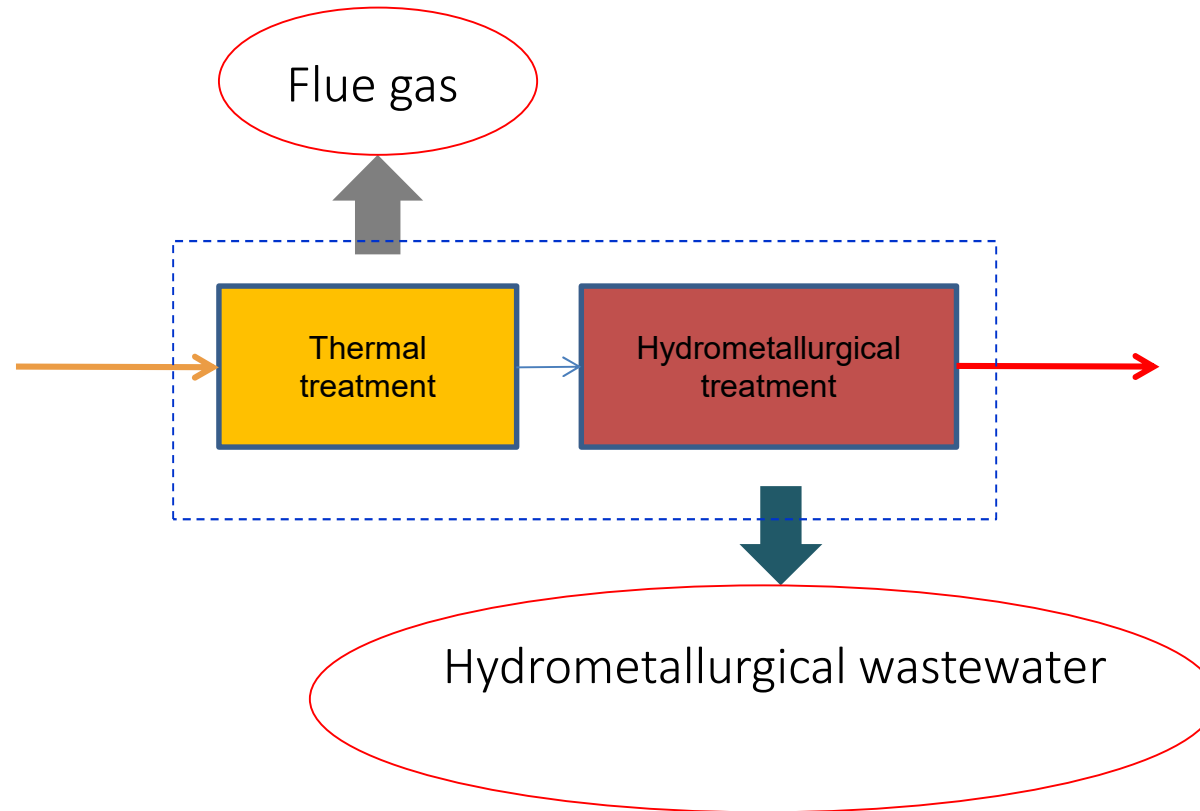 Flue gas
Thermal
treatment
Hydrometallurgical
treatment
Hydrometallurgical wastewater